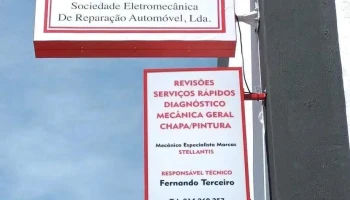 Sociedade Eletromecânica
De Reparação Automóvel, Lda.
REVISÕES
SERVIÇOS RÁPIDOS
DIAGNÓSTICO
MECÂNICA GERAL
CHAPA/PINTURA
Mecânico Especialista Marcas
STELLANTIS
RESPONSÁVEL TÉCNICO
Fernando Terceiro